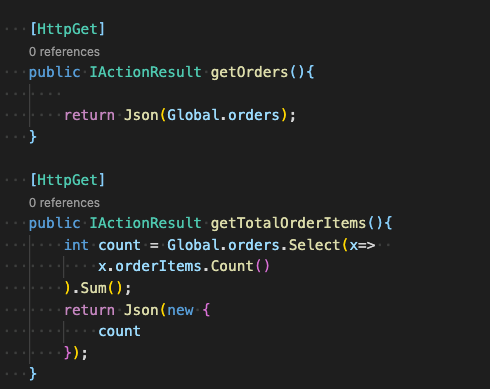 [HttpGet]
0 references
public IActionResult getOrders(){
return Json(Global.orders);
}
[HttpGet]
0 references
public IActionResult getTotalOrderItems(){
int count = Global.orders.Select(x=>
x.orderItems.Count()
).Sum();
return Json(new {
count
});
}